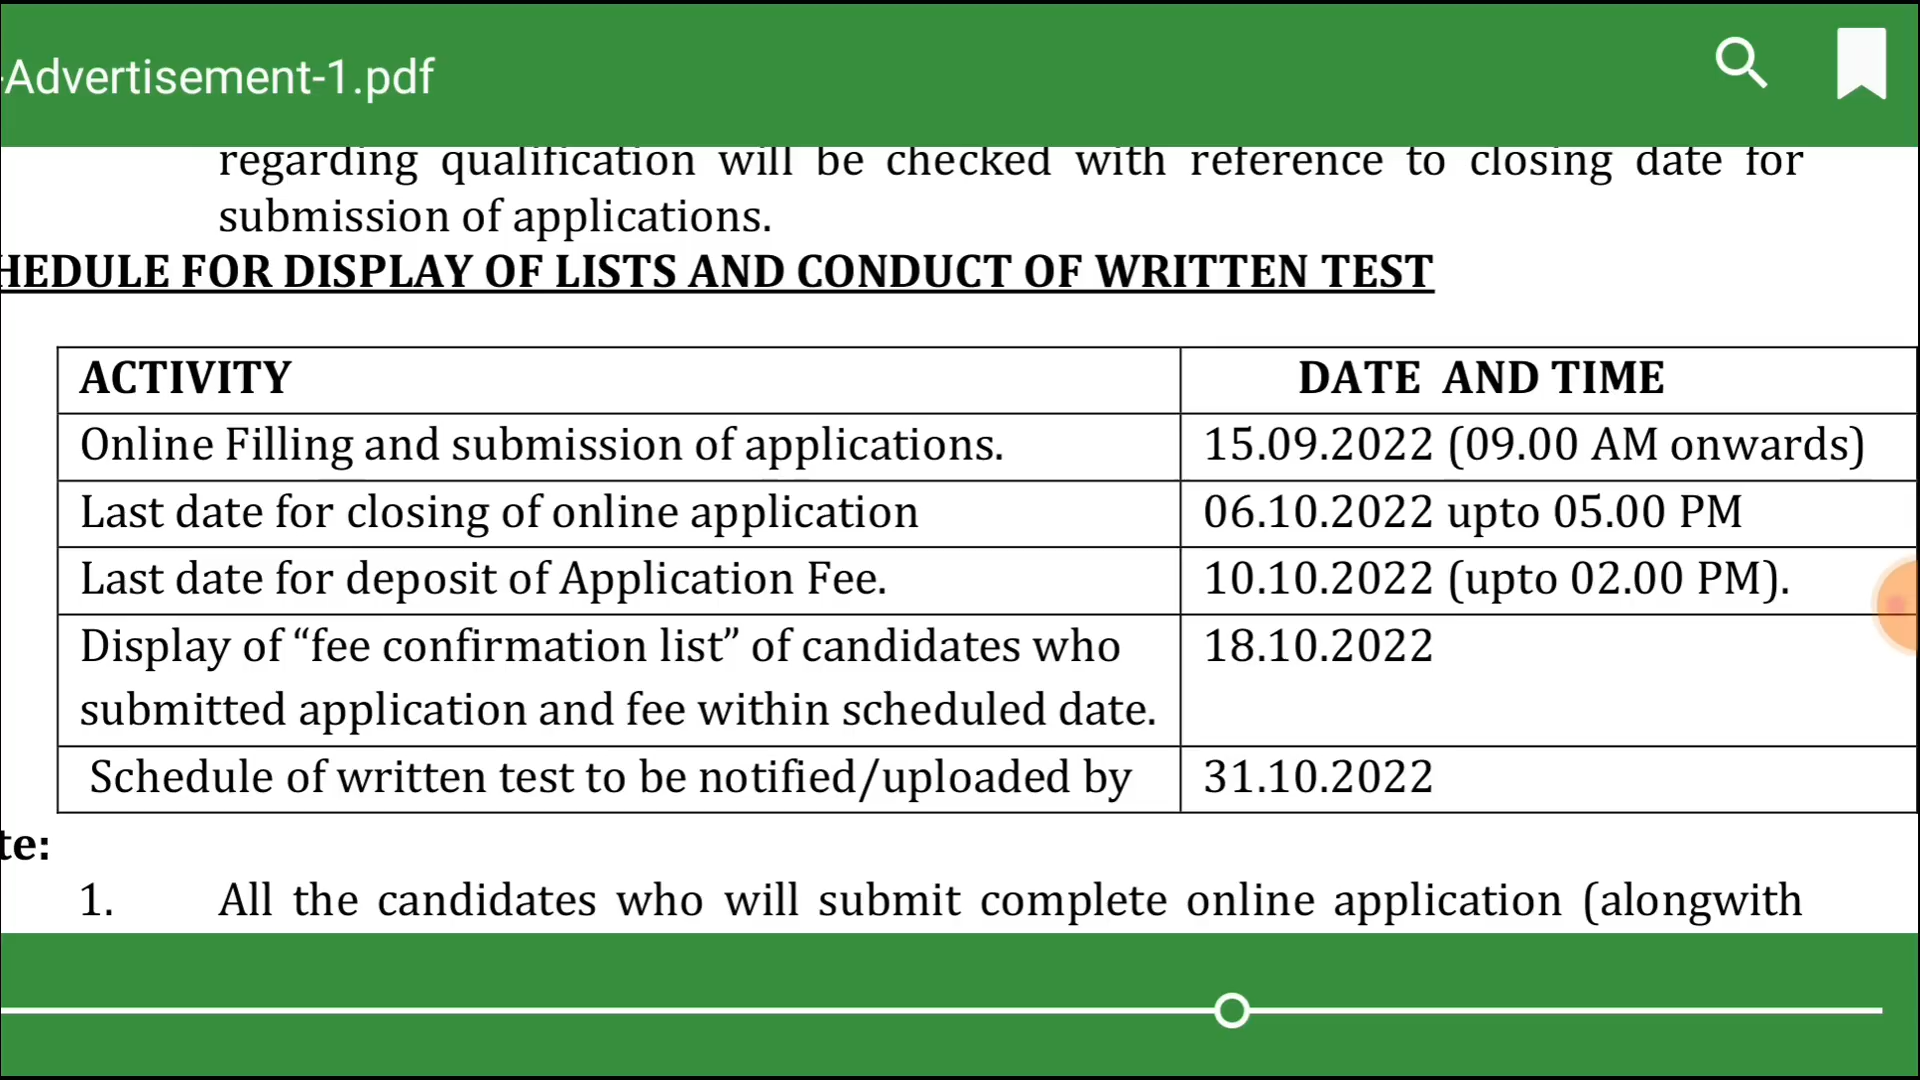 -Advertisement-1.pdf
regarding qualification will be checked with reference to closing date for
submission of applications.
HEDULE FOR DISPLAY OF LISTS AND CONDUCT OF WRITTEN TEST
ACTIVITY DATE AND TIME
Online Filling and submission of applications. 15.09.2022 (09.00 AM onwards)
Last date for closing of online application 06.10.2022 upto 05.00 PM
Last date for deposit of Application Fee. 10.10.2022 (upto 02.00 PM).
Display of “fee confirmation list” of candidates who 18.10.2022
submitted application and fee within scheduled date.
Schedule of written test to be notified/uploaded by 31.10.2022
te:
1. All the candidates who will submit complete online application (alongwith